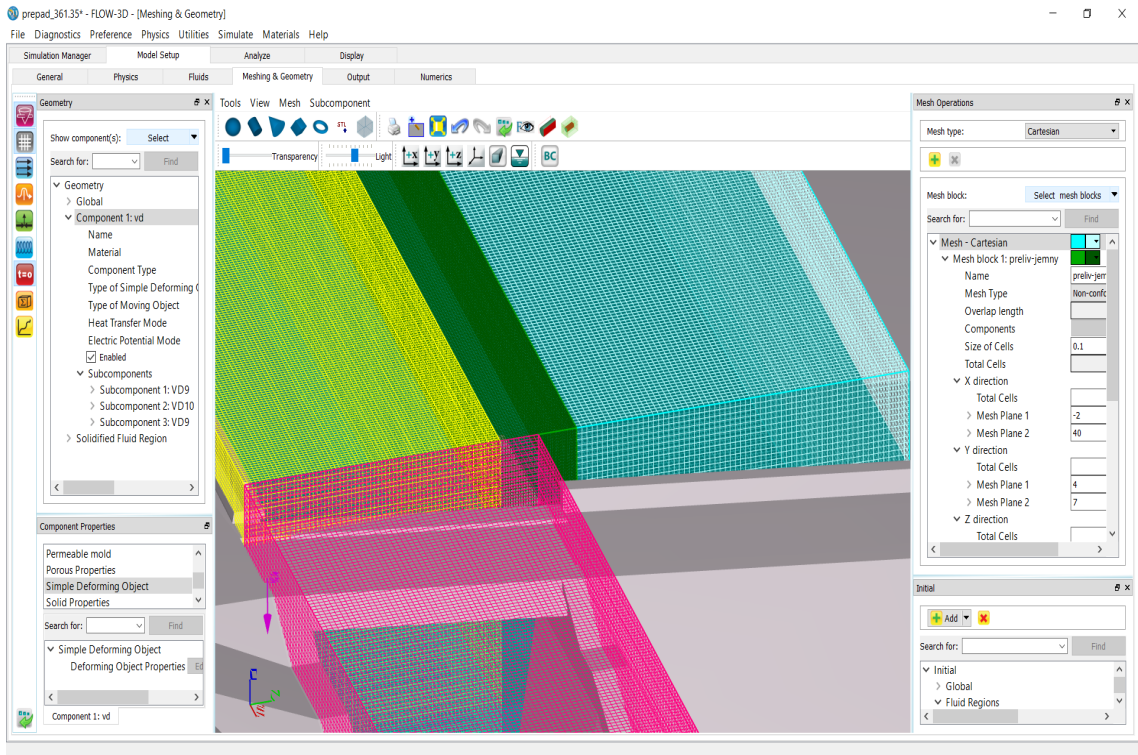 prepad_361.35* - FLOW-3D - [Meshing & Geometry]
File Diagnostics Preference Physics Utilities Simulate Materials Help
Simulation Manager Model Setup Analyze Display
General Physics Fluids Meshing & Geometry Output Numerics
Geometry
Show component(s): Select
Search for: Find
Geometry
Global
Component 1: vd
Name
Material
Component Type
Type of Simple Deforming
Type of Moving Object
Heat Transfer Mode
Electric Potential Mode
Enabled
Subcomponents
Subcomponent 1: VD9
Subcomponent 2: VD10
Subcomponent 3: VD9
Solidified Fluid Region
t=0
Component Properties
Permeable mold
Porous Properties
Simple Deforming Object
Solid Properties
Search for: Find
Simple Deforming Object
Deforming Object Properties Ed
Component 1: vd
Tools View Mesh Subcomponent
STL
Transparency Light +x +y +z BC
Mesh Operations
Mesh type: Cartesian
Mesh block: Select mesh blocks
Search for: Find
Mesh - Cartesian
Mesh block 1: preliv-jemny
Name preliv-jem
Mesh Type Non-confo
Overlap length
Components
Size of Cells 0.1
Total Cells
X direction
Total Cells
Mesh Plane 1 -2
Mesh Plane 2 40
Y direction
Total Cells
Mesh Plane 1 4
Mesh Plane 2 7
Z direction
Total Cells
Initial
Add
Search for: Find
Initial
Global
Fluid Regions